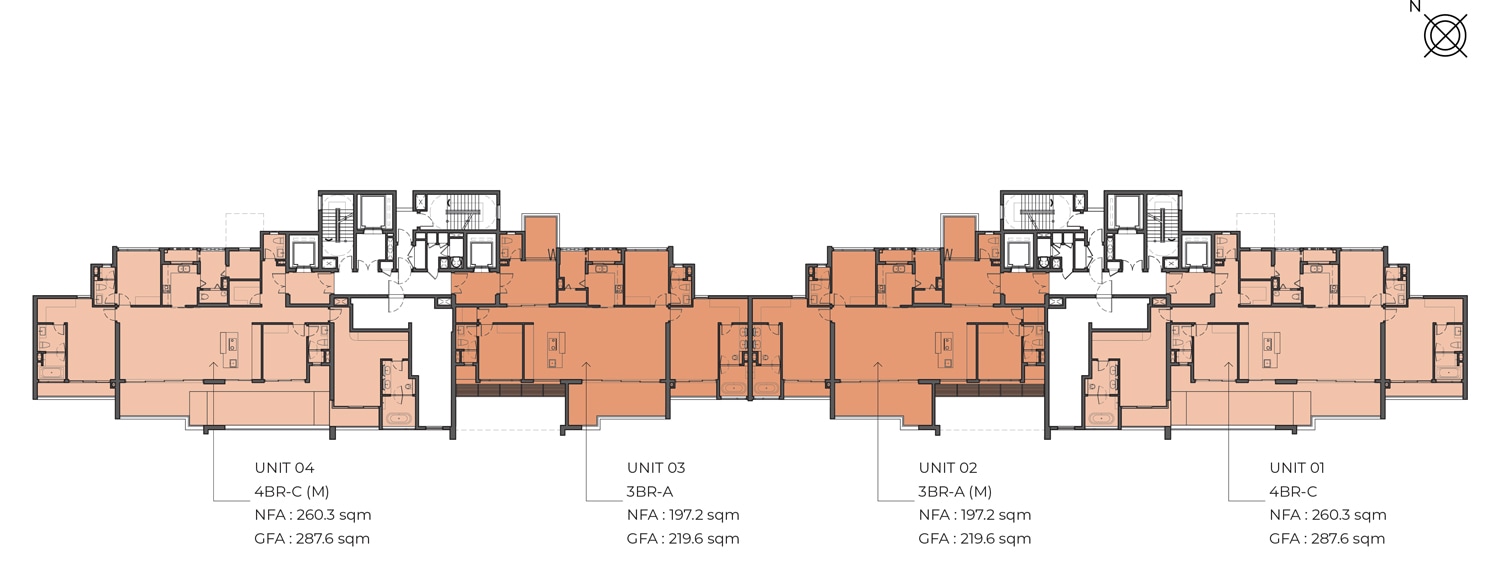 N
UNIT 04
4BR-C (M)
NFA : 260.3 sqm
GFA : 287.6 sqm
UNIT 03
3BR-A
NFA : 197.2 sqm
GFA : 219.6 sqm
UNIT 02
3BR-A (M)
NFA : 197.2 sqm
GFA : 219.6 sqm
UNIT 01
4BR-C
NFA : 260.3 sqm
GFA : 287.6 sqm